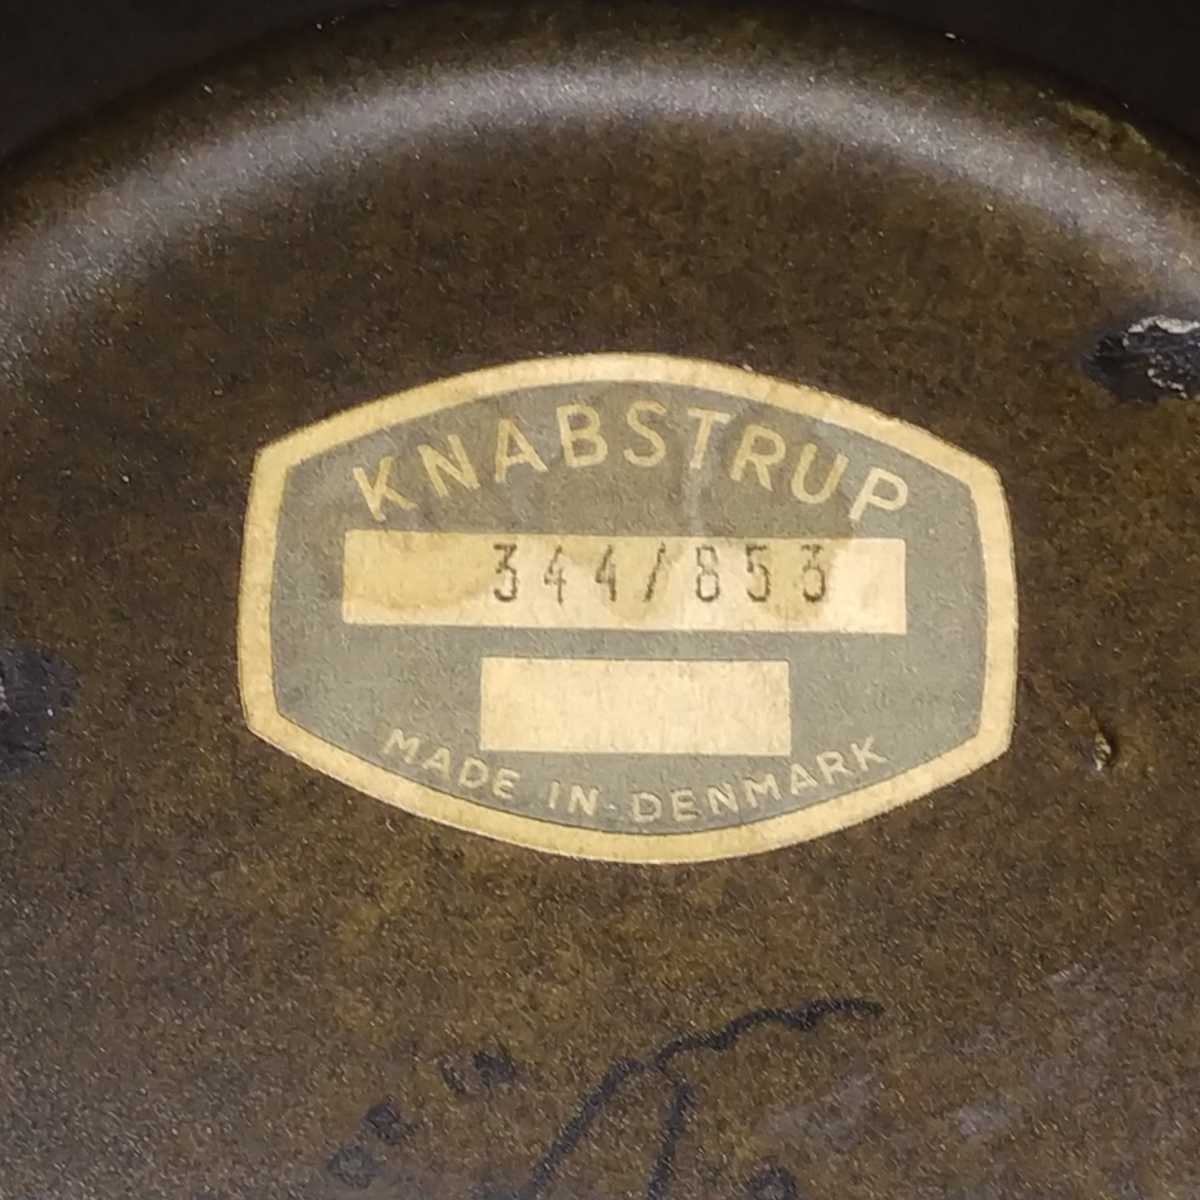 KNABSTRUP
344/853
MADE IN DENMARK